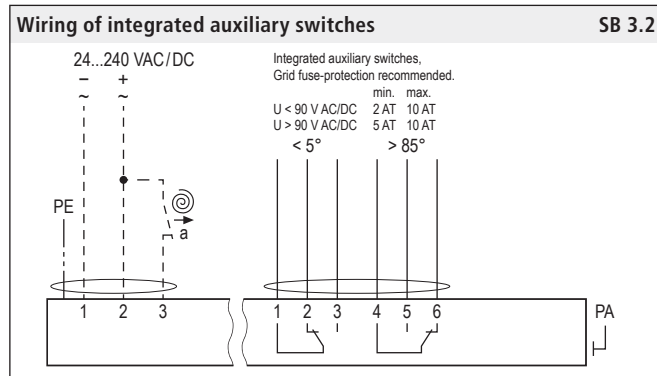 Wiring of integrated auxiliary switches SB 3.2
24...240 VAC/DC
– +
~ ~
Integrated auxiliary switches,
Grid fuse-protection recommended.
min. max.
U < 90 V AC/DC 2 AT 10 AT
U > 90 V AC/DC 5 AT 10 AT
< 5° > 85°
PE
a
1 2 3 1 2 3 4 5 6 PA